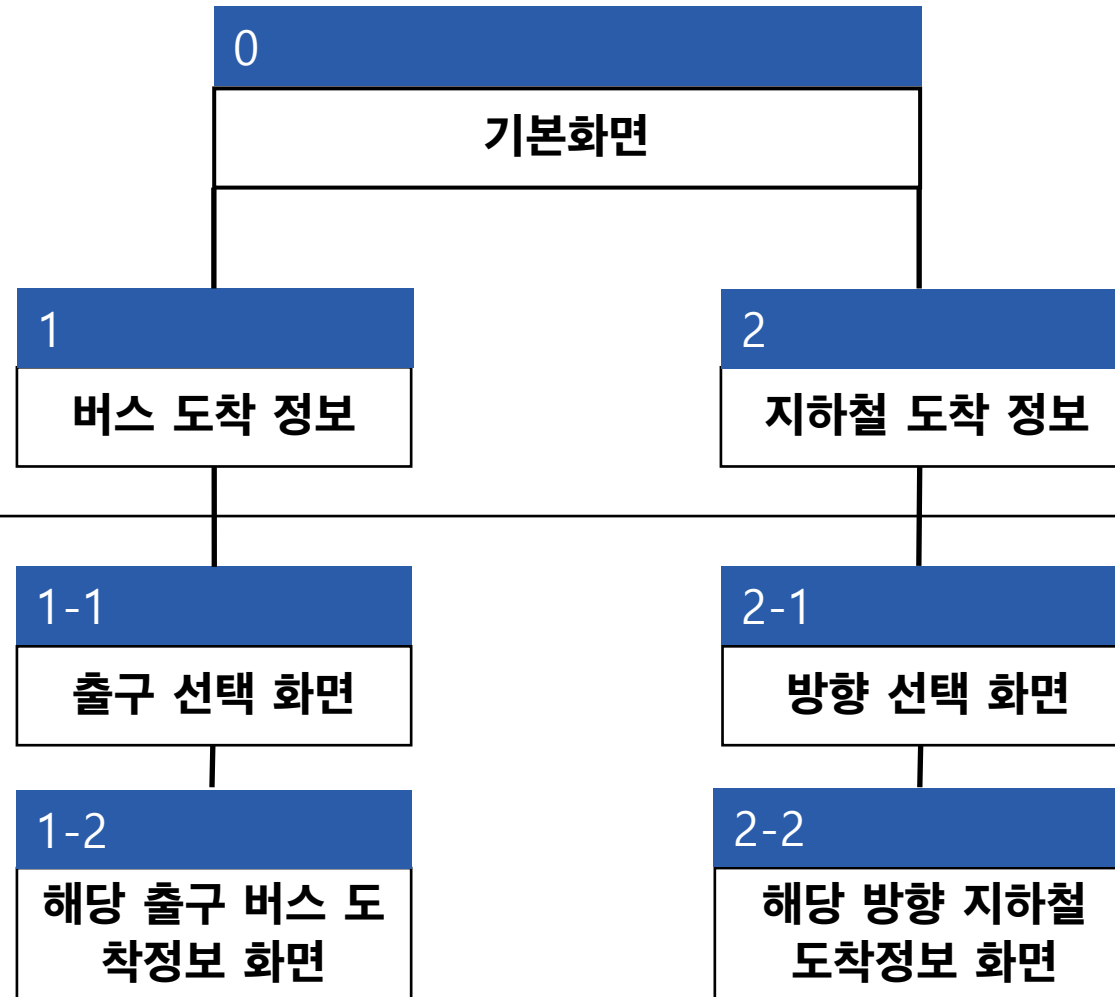 0
기본화면
1
버스 도착 정보
2
지하철 도착 정보
1-1
출구 선택 화면
2-1
방향 선택 화면
1-2
해당 출구 버스 도
착정보 화면
2-2
해당 방향 지하철
도착정보 화면